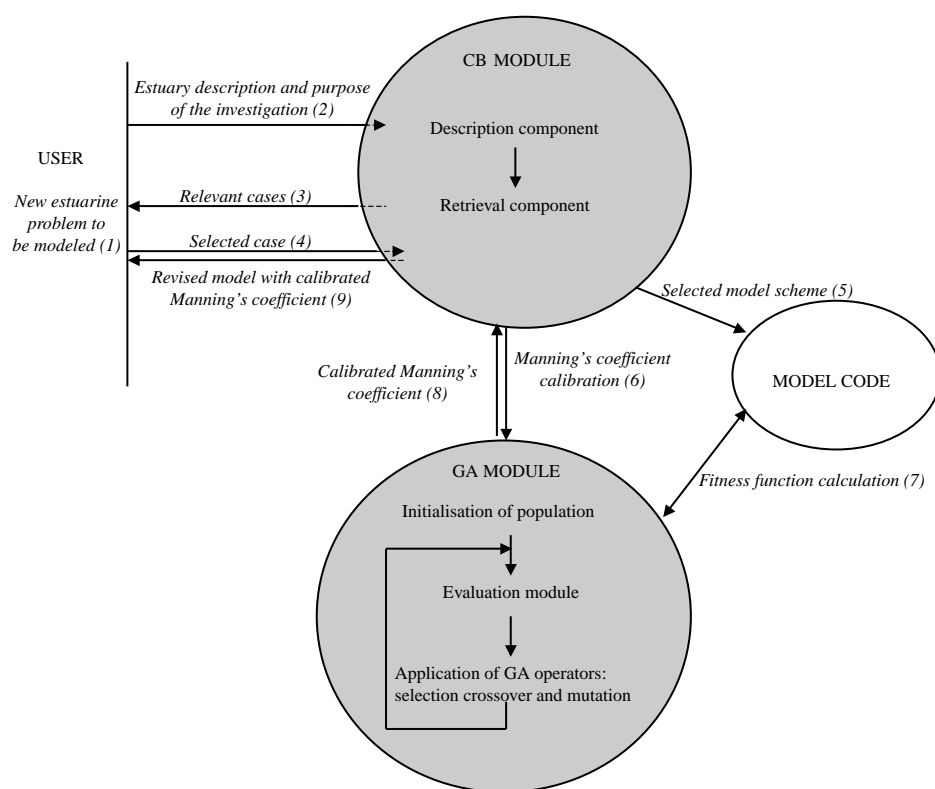 CB MODULE
Estuary description and purpose
of the investigation (2)
Description component
USER
New estuarine
problem to
be modeled (1)
Relevant cases (3)
Retrieval component
Selected case (4)
Revised model with calibrated
Manning's coefficient (9)
Selected model scheme (5)
Calibrated Manning's
coefficient (8)
Manning's coefficient
calibration (6)
MODEL CODE
GA MODULE
Fitness function calculation (7)
Initialisation of population
Evaluation module
Application of GA operators:
selection crossover and mutation